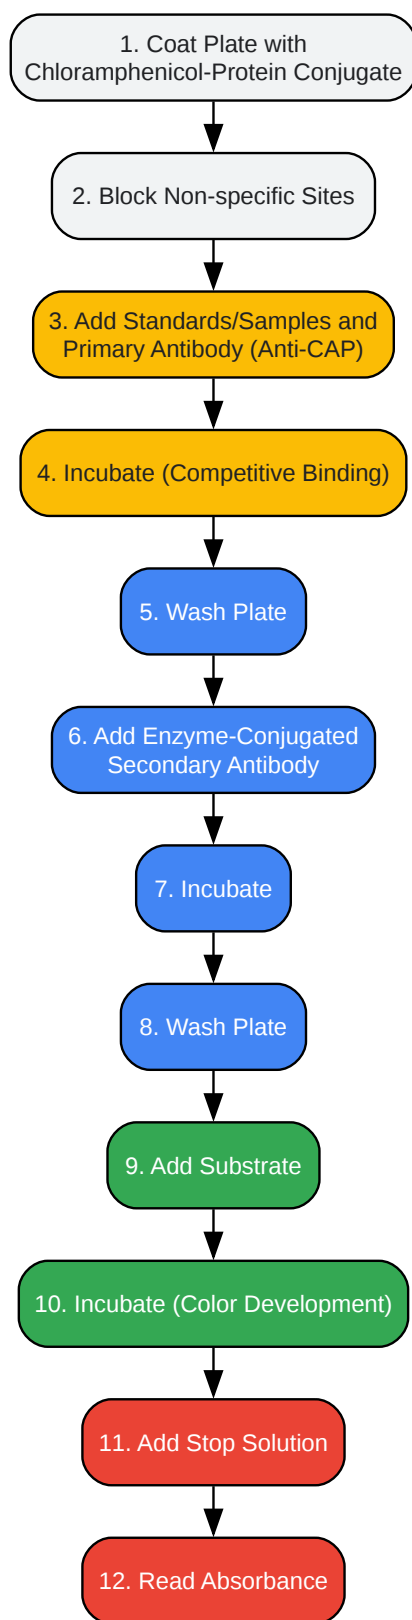 1. Coat Plate with
Chloramphenicol-Protein Conjugate
2. Block Non-specific Sites
3. Add Standards/Samples and
Primary Antibody (Anti-CAP)
4. Incubate (Competitive Binding)
5. Wash Plate
6. Add Enzyme-Conjugated
Secondary Antibody
7. Incubate
8. Wash Plate
9. Add Substrate
10. Incubate (Color Development)
11. Add Stop Solution
12. Read Absorbance